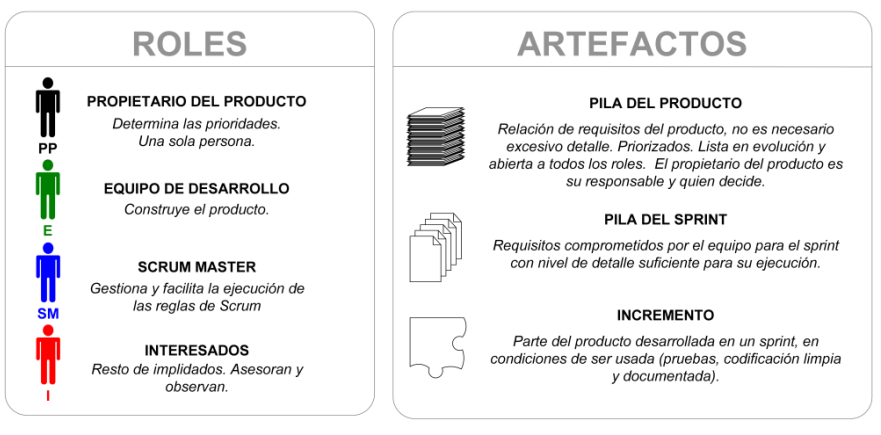 ROLES
PROPIETARIO DEL PRODUCTO
Determina las prioridades.
Una sola persona.
PP
EQUIPO DE DESARROLLO
Construye el producto.
E
SCRUM MASTER
Gestiona y facilita la ejecución de
las reglas de Scrum
SM
INTERESADOS
Resto de implidados. Asesoran y
observan.
I
ARTEFACTOS
PILA DEL PRODUCTO
Relación de requisitos del producto, no es necesario
excesivo detalle. Priorizados. Lista en evolución y
abierta a todos los roles. El propietario del producto es
su responsable y quien decide.
PILA DEL SPRINT
Requisitos comprometidos por el equipo para el sprint
con nivel de detalle suficiente para su ejecución.
INCREMENTO
Parte del producto desarrollada en un sprint, en
condiciones de ser usada (pruebas, codificación limpia
y documentada).